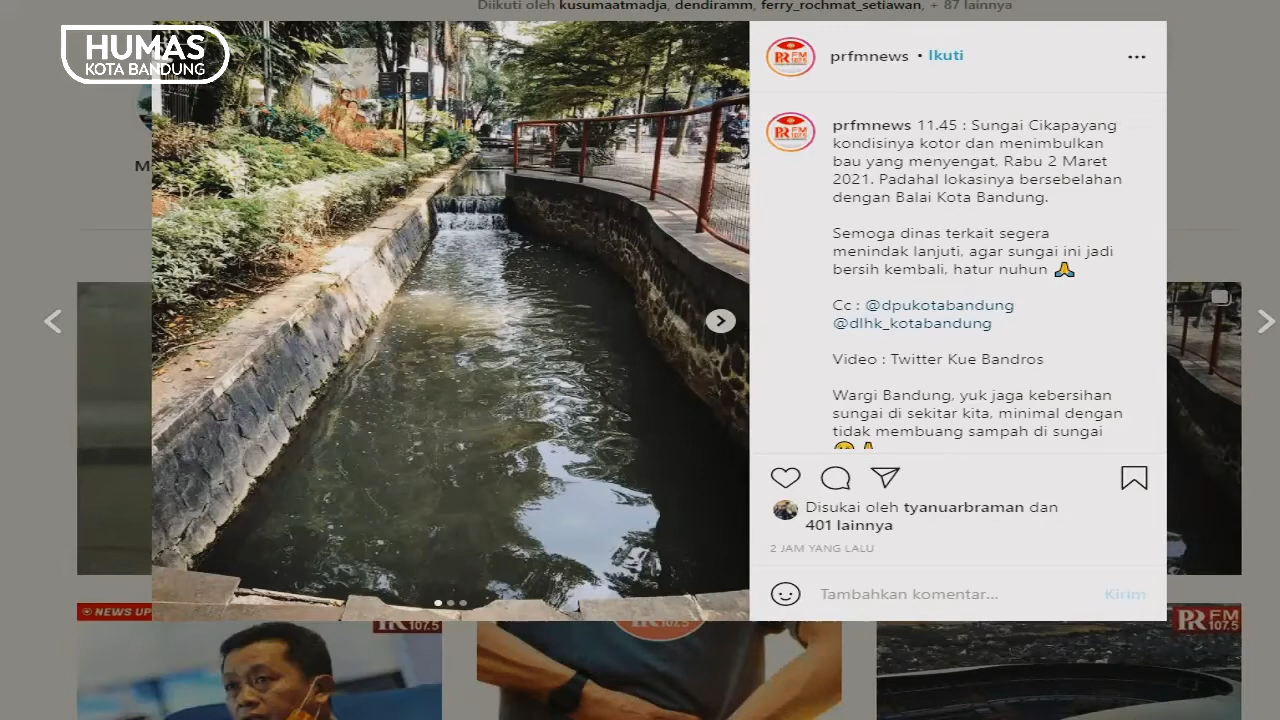 Diikuti oleh kusumaatmadja, dendiramm, ferry_rochmat_setiawan, + 87 lainnya
HUMAS
KOTA BANDUNG
prfmnews • Ikuti
prfmnews 11.45 : Sungai Cikapayang
kondisinya kotor dan menimbulkan
bau yang menyengat, Rabu 2 Maret
2021. Padahal lokasinya bersebelahan
dengan Balai Kota Bandung.
Semoga dinas terkait segera
menindak lanjuti, agar sungai ini jadi
bersih kembali, hatur nuhun 🙏
Cc : @dpukotabandung
@dlhk_kotabandung
Video : Twitter Kue Bandros
Wargi Bandung, yuk jaga kebersihan
sungai di sekitar kita, minimal dengan
tidak membuang sampah di sungai
Disukai oleh tyanuarbraman dan
401 lainnya
2 JAM YANG LALU
Tambahkan komentar...
Kirim
NEWS UP
PR FM
107.5